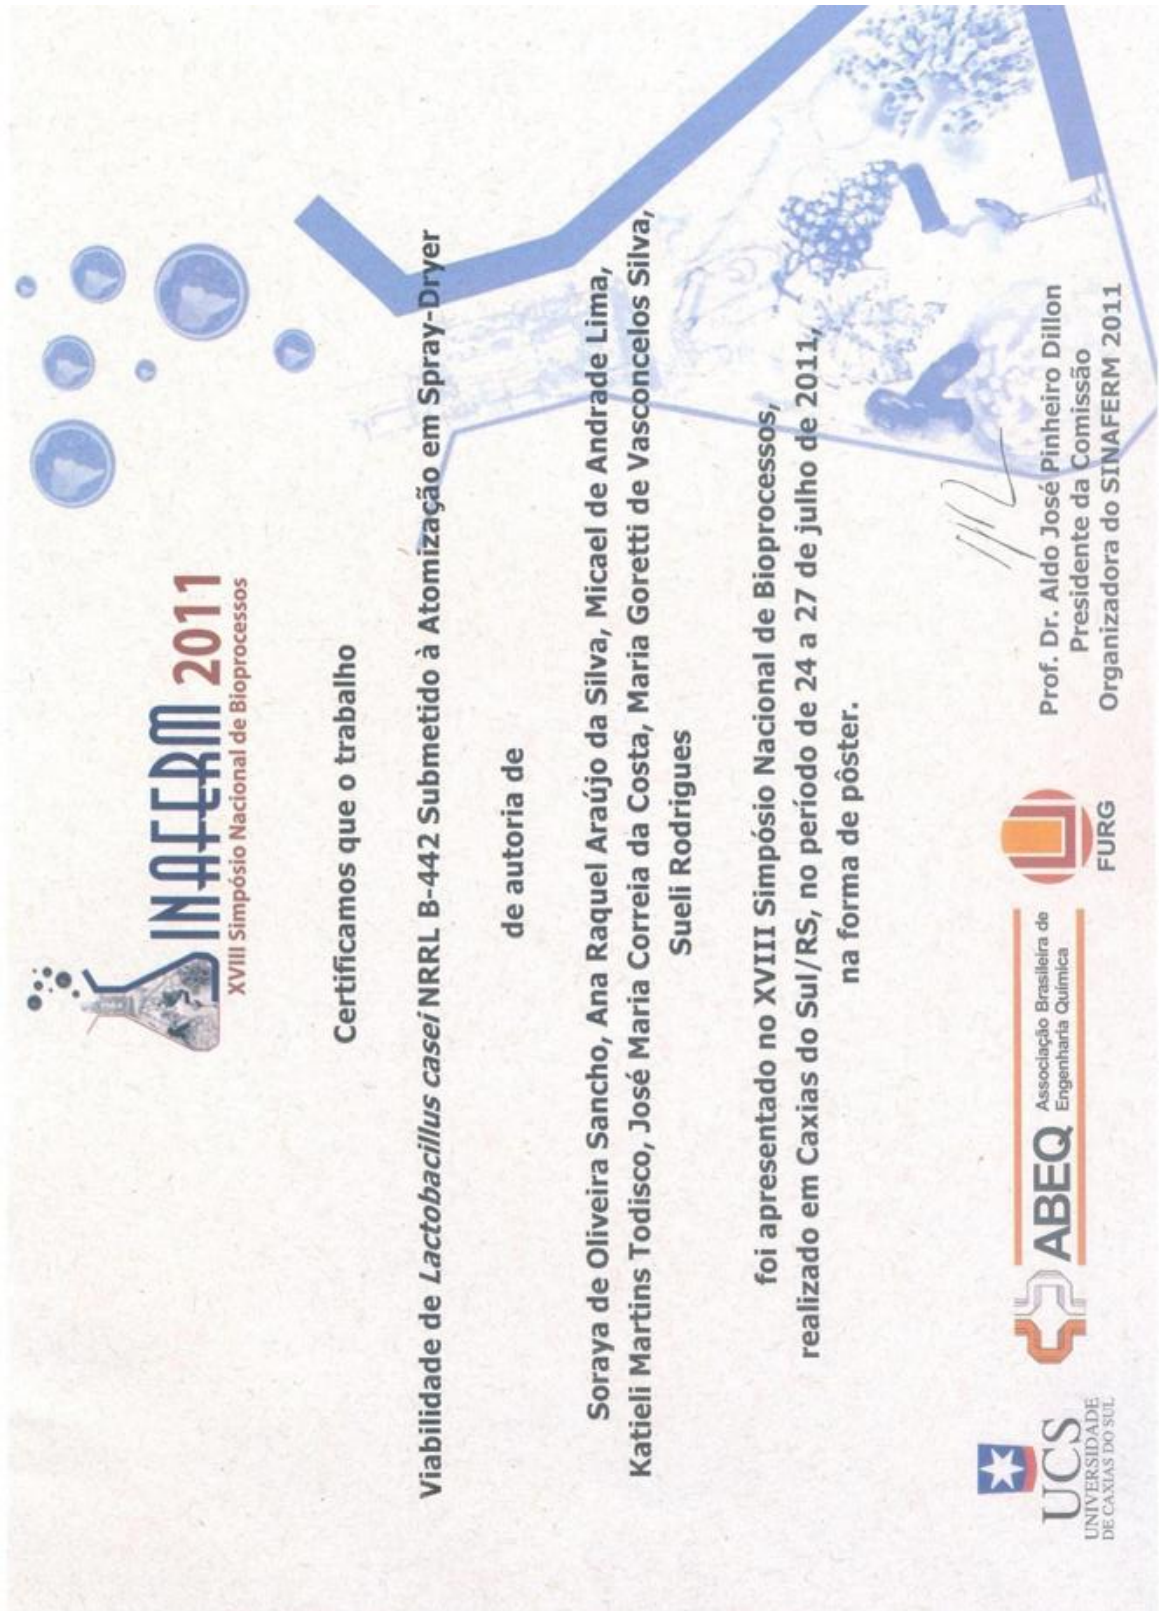 SINAFERM 2011
XVIII Simpósio Nacional de Bioprocessos
Certificamos que o trabalho
Viabilidade de Lactobacillus casei NRRL B-442 Submetido à Atomização em Spray-Dryer
de autoria de
Soraya de Oliveira Sancho, Ana Raquel Araújo da Silva, Micael de Andrade Lima,
Katieli Martins Todisco, José Maria Correia da Costa, Maria Goretti de Vasconcelos Silva,
Sueli Rodrigues
foi apresentado no XVIII Simpósio Nacional de Bioprocessos,
realizado em Caxias do Sul/RS, no período de 24 a 27 de julho de 2011,
na forma de pôster.
UCS
UNIVERSIDADE
DE CAXIAS DO SUL
ABEQ
Associação Brasileira de
Engenharia Química
FURG
Prof. Dr. Aldo José Pinheiro Dillon
Presidente da Comissão
Organizadora do SINAFERM 2011